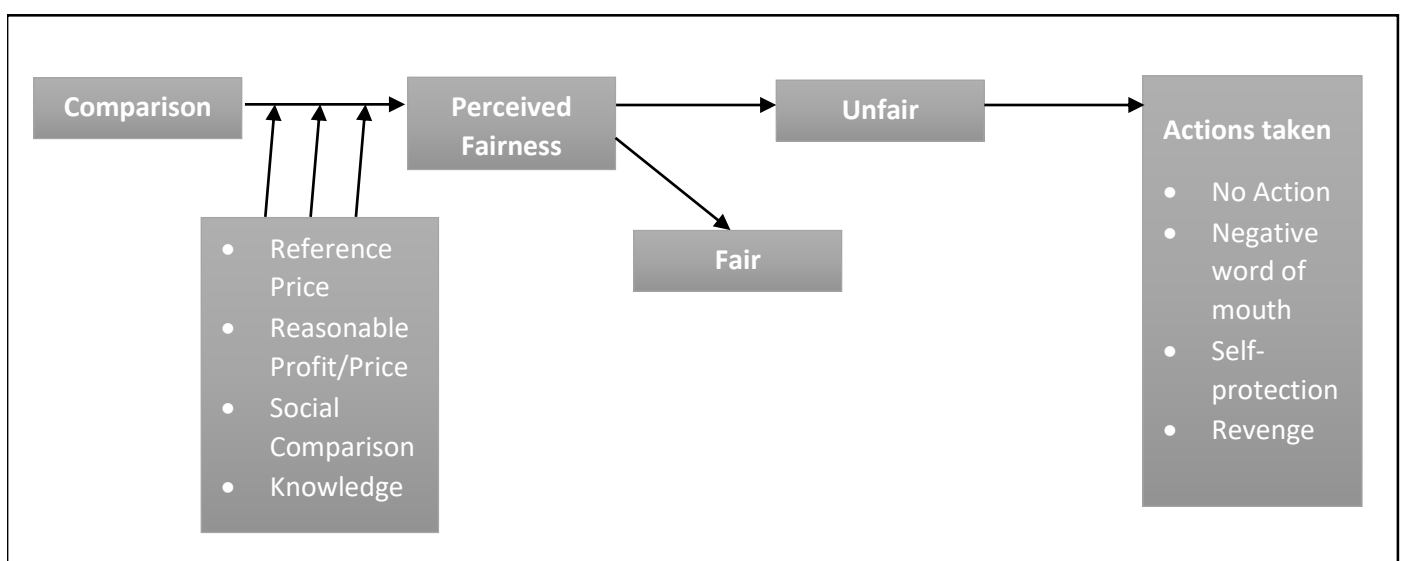 Comparison
Perceived
Fairness
Unfair
Fair
• Reference
Price
• Reasonable
Profit/Price
• Social
Comparison
• Knowledge
Actions taken
• No Action
• Negative
word of
mouth
• Self-
protection
• Revenge